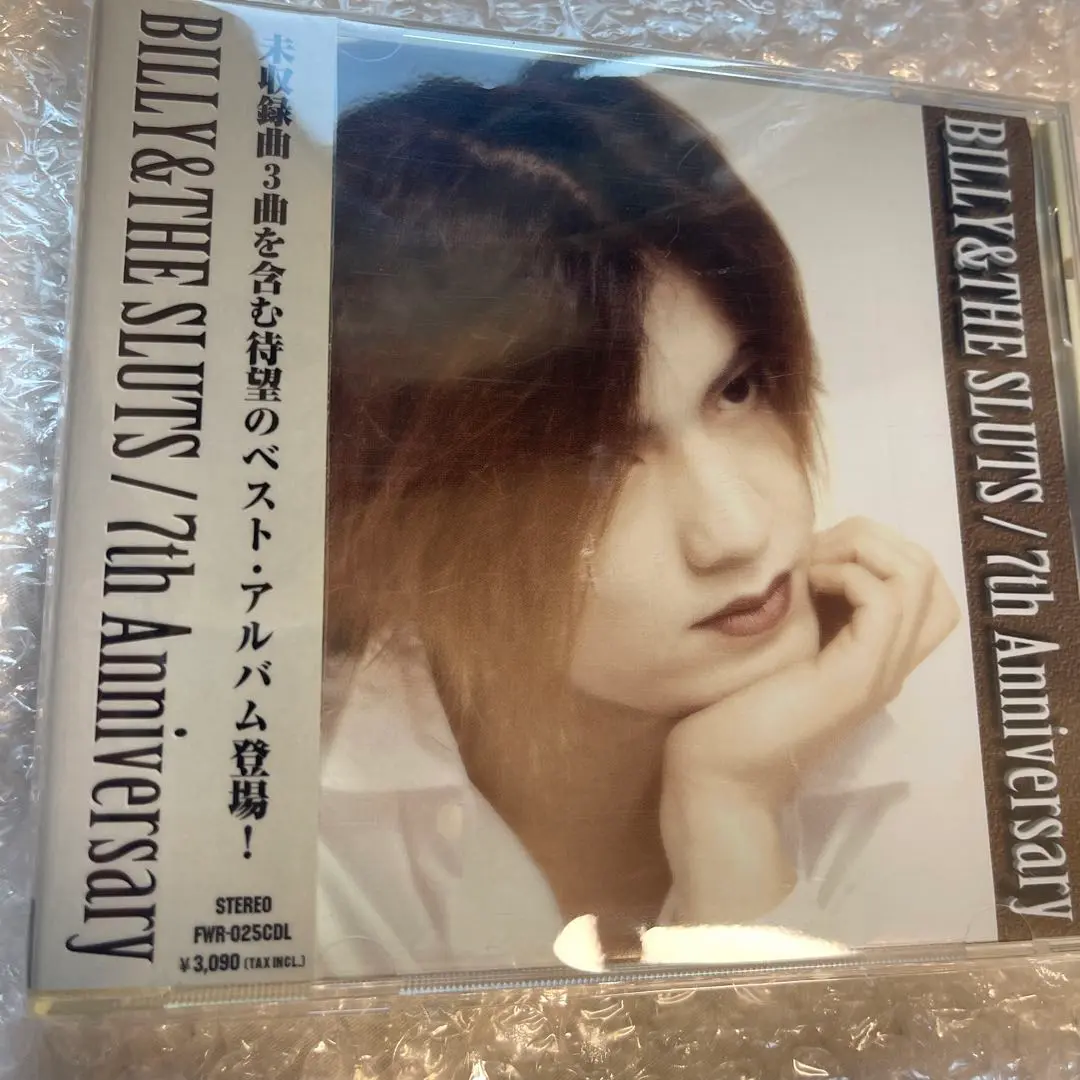 BILLY&THE SLUTS / 7th Anniversary
未収録曲3曲を含む待望のベスト・アルバム登場!
STEREO
FWR-025CDL
¥3,090 (TAX INCL.)
BILLY&THE SLUTS / 7th Anniversary